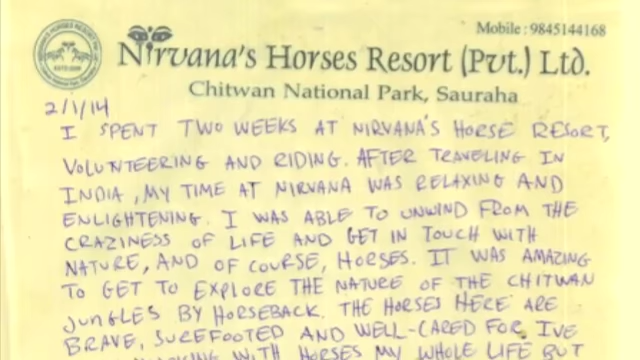 Mobile : 9845144168
Nirvana's Horses Resort (Pvt.) Ltd.
Chitwan National Park, Sauraha
2/1/14
I SPENT TWO WEEKS AT NIRVANA'S HORSE RESORT,
VOLUNTEERING AND RIDING. AFTER TRAVELING IN
INDIA, MY TIME AT NIRVANA WAS RELAXING AND
ENLIGHTENING. I WAS ABLE TO UNWIND FROM THE
CRAZINESS OF LIFE AND GET IN TOUCH WITH
NATURE, AND OF COURSE, HORSES. IT WAS AMAZING
TO GET TO EXPLORE THE NATURE OF THE CHITWAN
JUNGLES BY HORSEBACK. THE HORSES HERE ARE
BRAVE, SUREFOOTED AND WELL-CARED FOR. I'VE
WITH HORSES MY WHOLE LIFE BUT